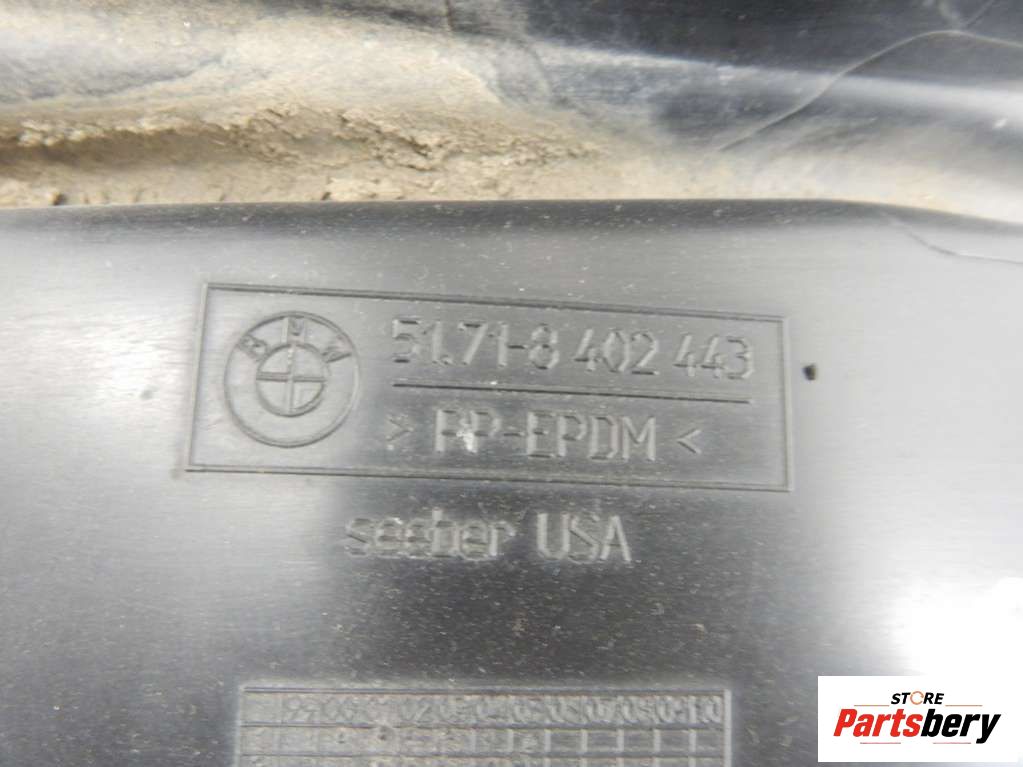 BMW
51.71-8 402 443
> PP-EPDM <
seeber USA
STORE
Partsbery